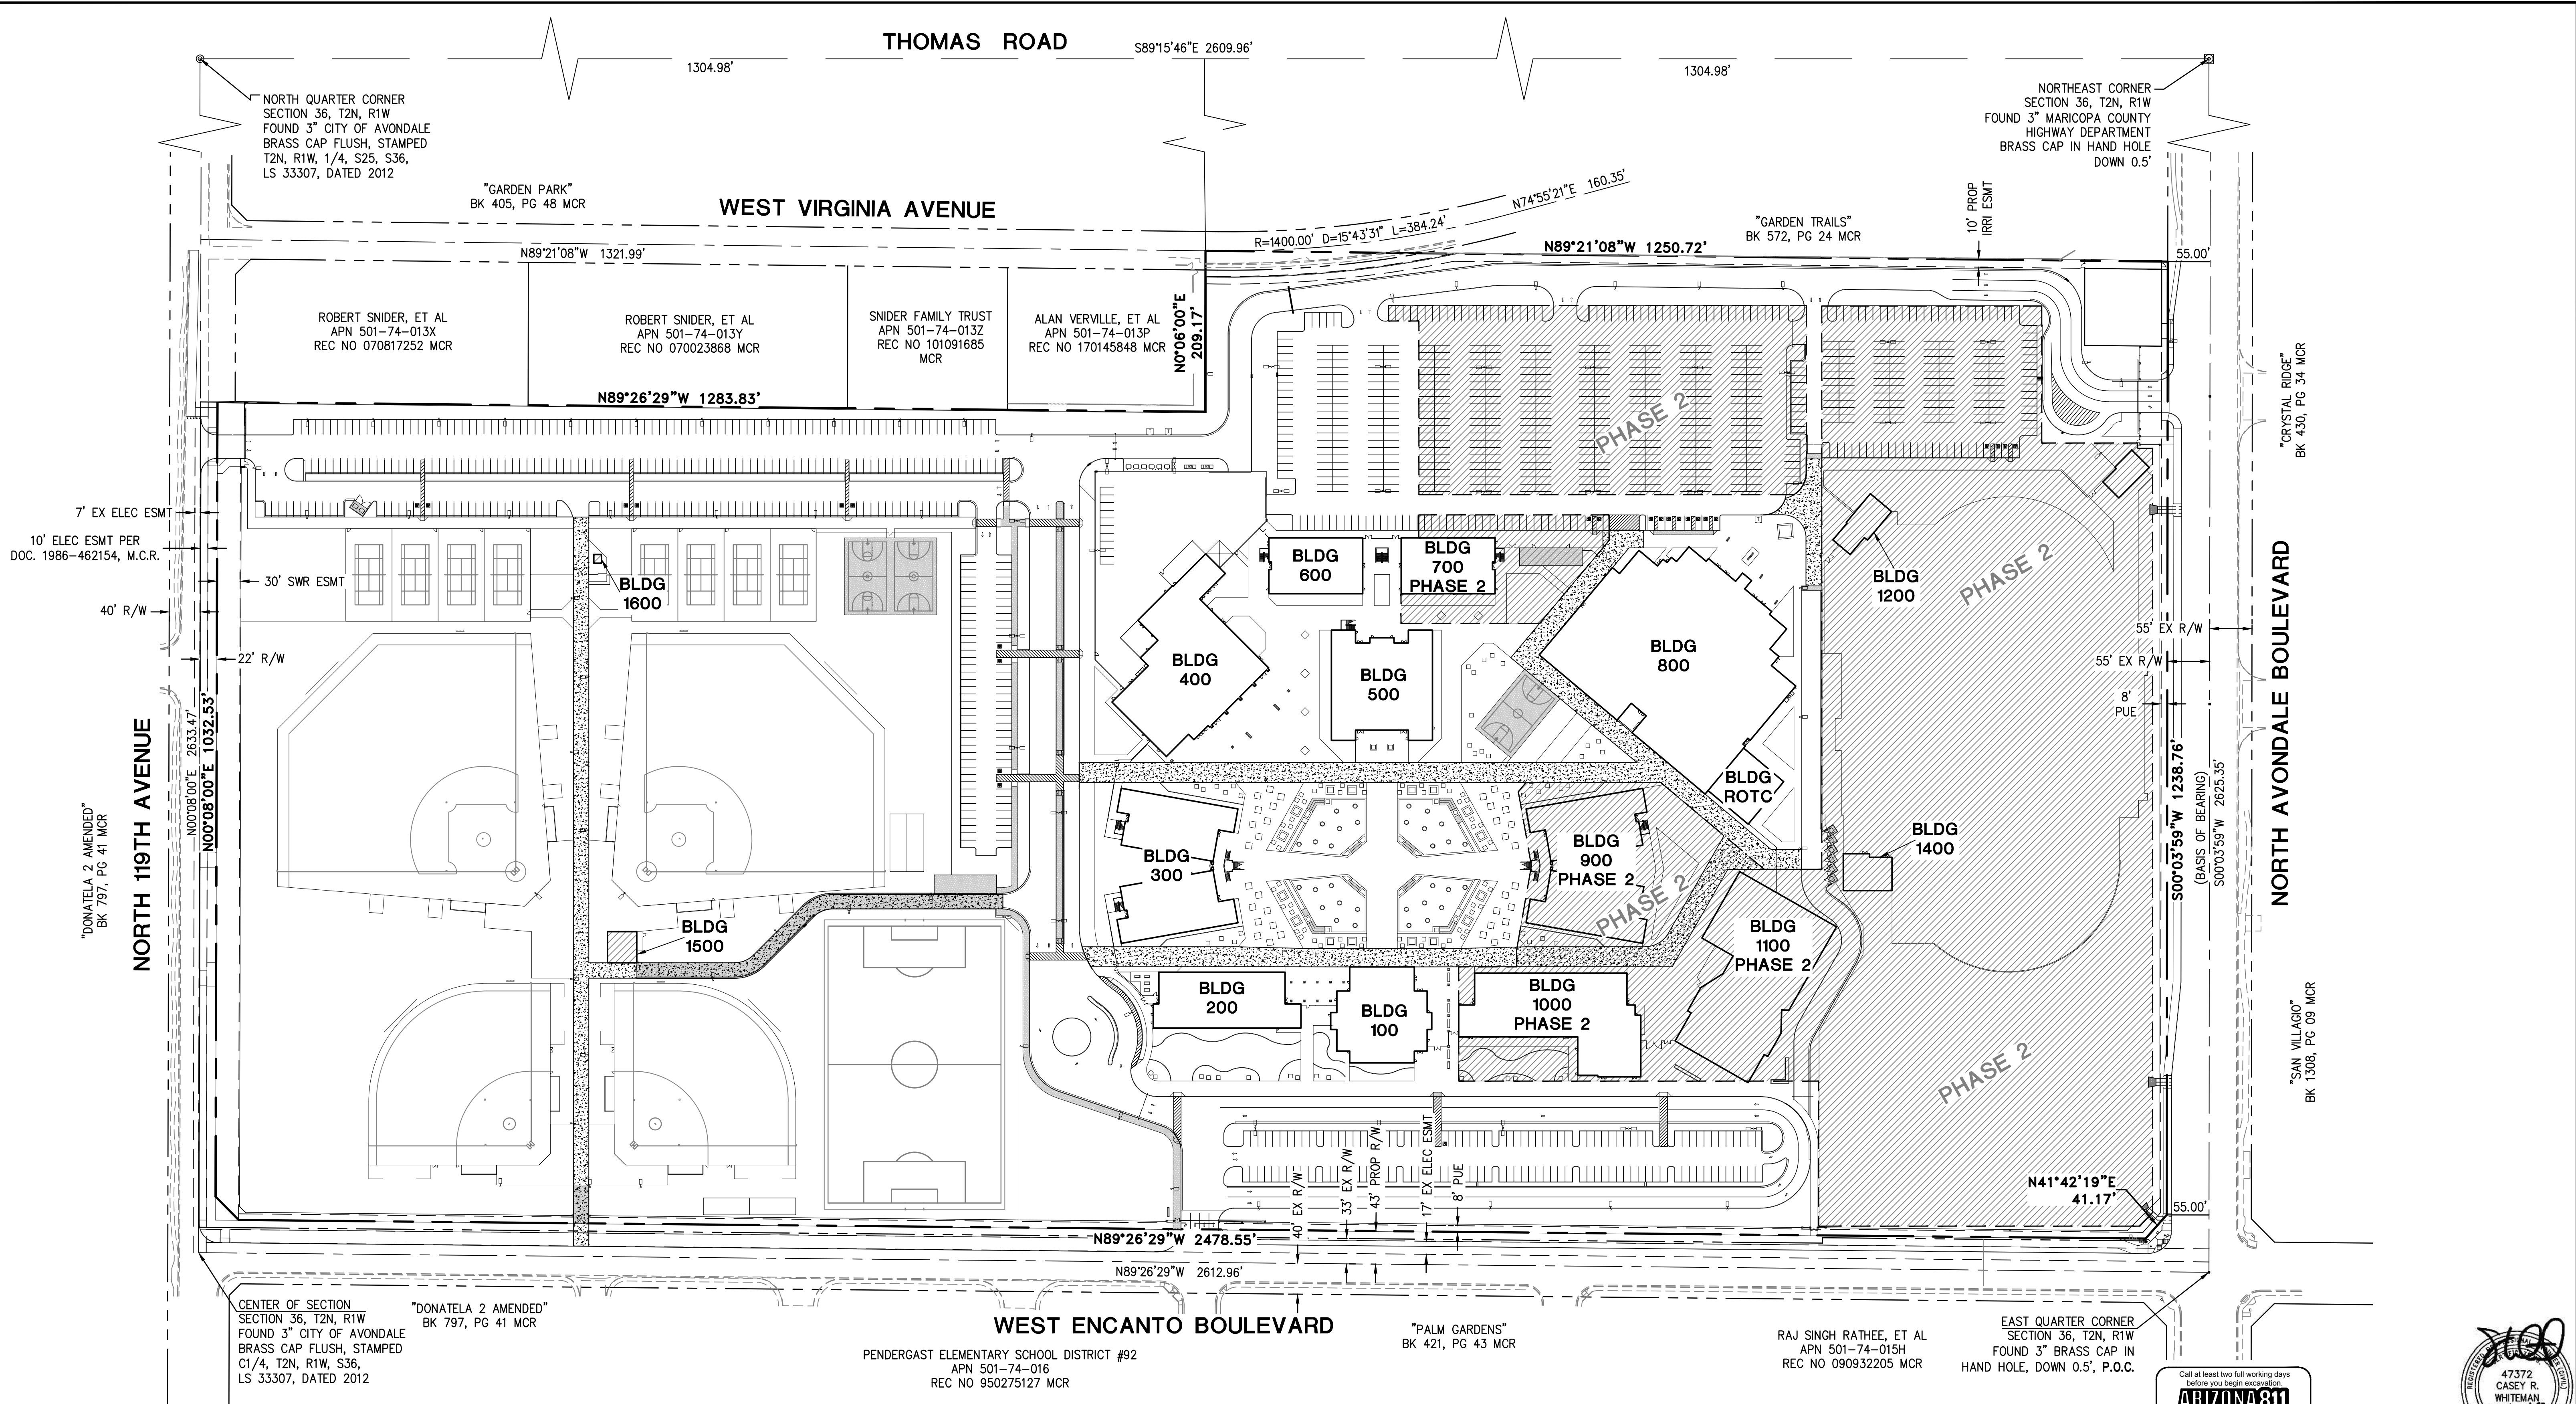 THOMAS ROAD
S89°15'46"E 2609.96'
1304.98'
1304.98'
NORTH QUARTER CORNER
SECTION 36, T2N, R1W
FOUND 3" CITY OF AVONDALE
BRASS CAP FLUSH, STAMPED
T2N, R1W, 1/4, S25, S36,
LS 33307, DATED 2012
NORTHEAST CORNER
SECTION 36, T2N, R1W
FOUND 3" MARICOPA COUNTY
HIGHWAY DEPARTMENT
BRASS CAP IN HAND HOLE
DOWN 0.5'
"GARDEN PARK"
BK 405, PG 48 MCR
WEST VIRGINIA AVENUE
N74°55'21"E 160.35'
R=1400.00' D=15°43'31" L=384.24'
"GARDEN TRAILS"
BK 572, PG 24 MCR
10' PROP
IRRI ESMT
N89°21'08"W 1321.99'
N89°21'08"W 1250.72'
55.00'
ROBERT SNIDER, ET AL
APN 501-74-013X
REC NO 070817252 MCR
ROBERT SNIDER, ET AL
APN 501-74-013Y
REC NO 070023868 MCR
SNIDER FAMILY TRUST
APN 501-74-013Z
REC NO 101091685
MCR
ALAN VERVILLE, ET AL
APN 501-74-013P
REC NO 170145848 MCR
N0°06'00"E
209.17'
N89°26'29"W 1283.83'
"CRYSTAL RIDGE"
BK 430, PG 34 MCR
PHASE 2
7' EX ELEC ESMT
10' ELEC ESMT PER
DOC. 1986-462154, M.C.R.
30' SWR ESMT
40' R/W
22' R/W
BLDG
1600
BLDG
600
BLDG
700
PHASE 2
BLDG
1200
PHASE 2
BLDG
400
BLDG
500
BLDG
800
55' EX R/W
55' EX R/W
8'
PUE
NORTH AVONDALE BOULEVARD
NORTH 119TH AVENUE
"DONATELA 2 AMENDED"
BK 797, PG 41 MCR
N00°08'00"E 2633.47'
N00°08'00"E 1032.53'
S00°03'59"W 1238.76'
(BASIS OF BEARING)
S00°03'59"W 2625.35'
BLDG
ROTC
BLDG
300
BLDG
900
PHASE 2
PHASE 2
BLDG
1400
BLDG
1500
BLDG
1100
PHASE 2
BLDG
200
BLDG
100
BLDG
1000
PHASE 2
PHASE 2
"SAN VILLAGIO"
BK 1308, PG 09 MCR
40' EX R/W
33' EX R/W
43' PROP R/W
17' EX ELEC ESMT
8' PUE
N41°42'19"E
41.17'
55.00'
N89°26'29"W 2478.55'
N89°26'29"W 2612.96'
CENTER OF SECTION
SECTION 36, T2N, R1W
FOUND 3" CITY OF AVONDALE
BRASS CAP FLUSH, STAMPED
C1/4, T2N, R1W, S36,
LS 33307, DATED 2012
"DONATELA 2 AMENDED"
BK 797, PG 41 MCR
WEST ENCANTO BOULEVARD
PENDERGAST ELEMENTARY SCHOOL DISTRICT #92
APN 501-74-016
REC NO 950275127 MCR
"PALM GARDENS"
BK 421, PG 43 MCR
RAJ SINGH RATHEE, ET AL
APN 501-74-015H
REC NO 090932205 MCR
EAST QUARTER CORNER
SECTION 36, T2N, R1W
FOUND 3" BRASS CAP IN
HAND HOLE, DOWN 0.5', P.O.C.
Call at least two full working days
before you begin excavation.
ARIZONA811
47372
CASEY R.
WHITEMAN